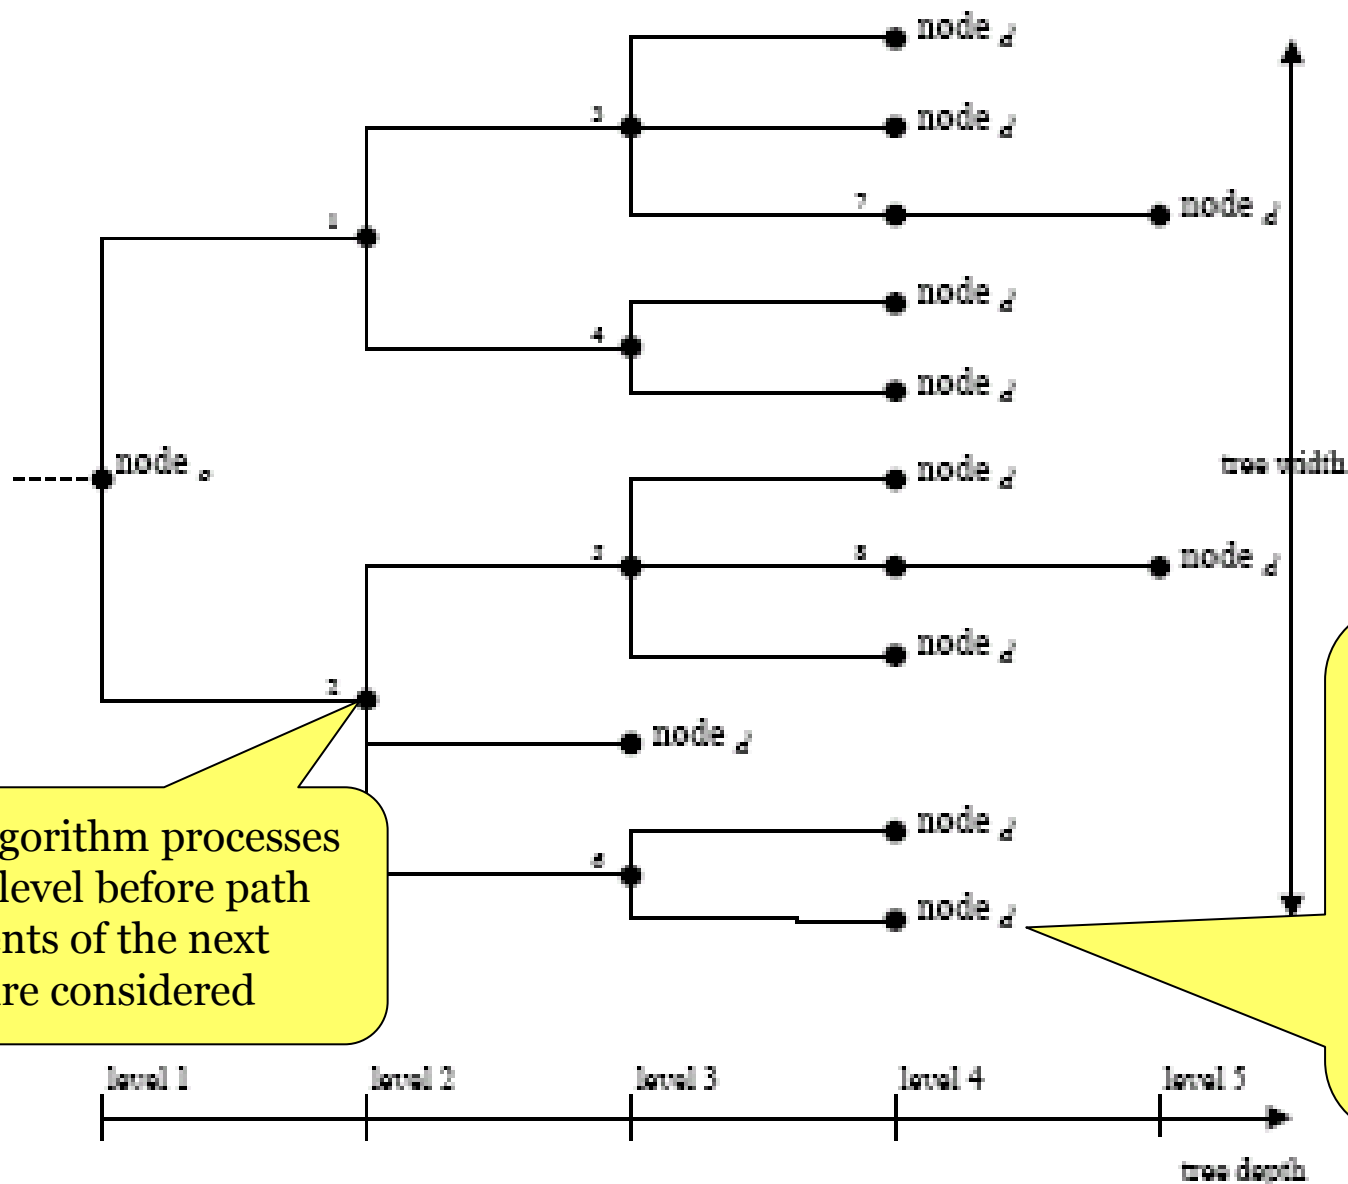 node d
node d
3
7
node d
1
node d
4
node d
node o
node d
tree width
5
8
node d
node d
2
node d
gorithm processes
level before path
nts of the next
re considered
node d
6
node d
level 1
level 2
level 3
level 4
level 5
tree depth